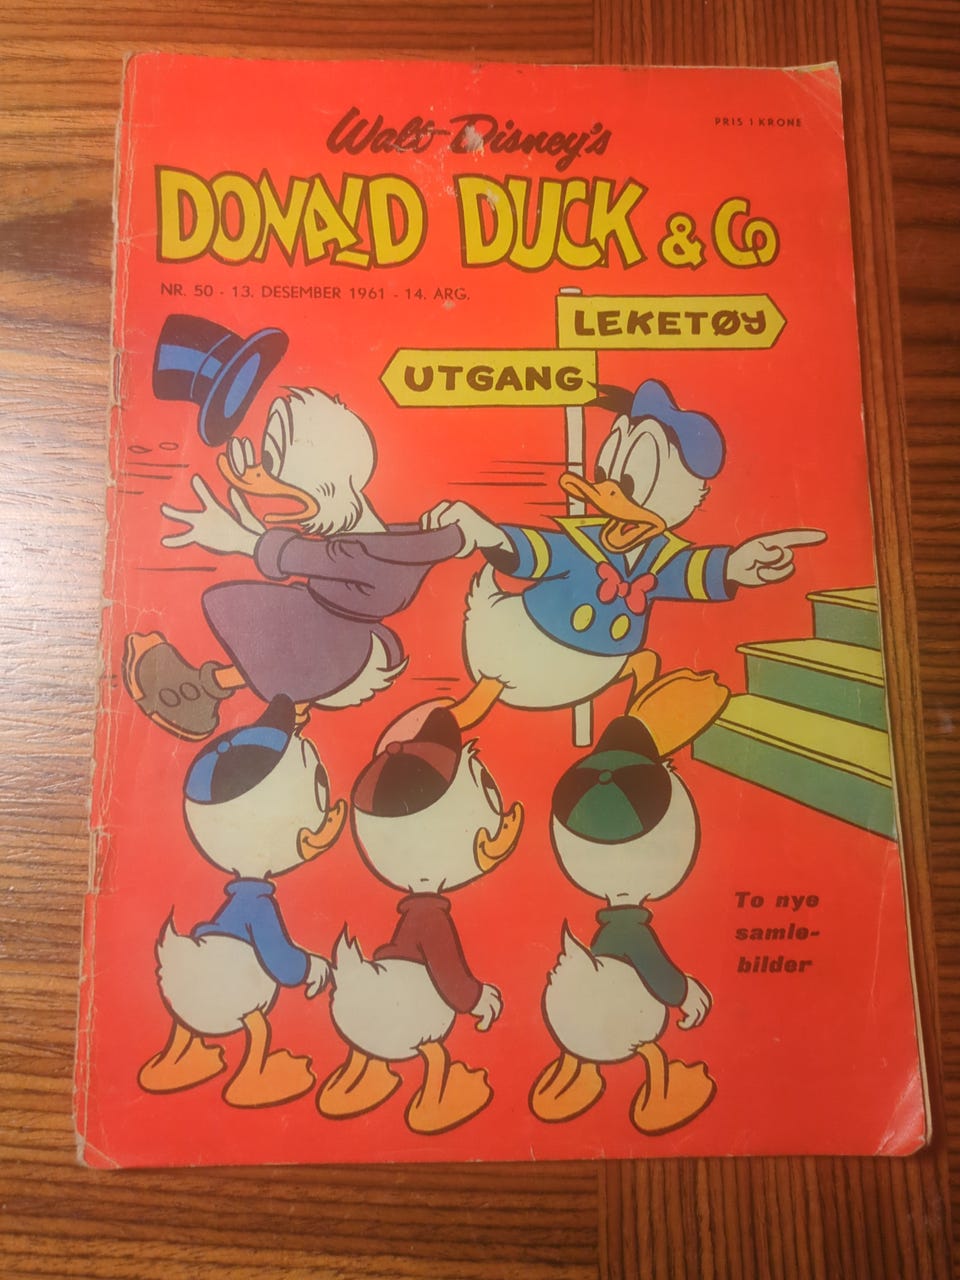 Walt Disney's
PRIS 1 KRONE
DONALD DUCK & Co
NR. 50 - 13. DESEMBER 1961 - 14. ARG.
LEKETØY
UTGANG
To nye
samle-
bilder